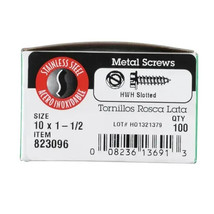 STAINLESS STEEL
ACERO INOXIDABLE
Metal Screws
HWH Slotted
LOT# H01321379
Tornillos Rosca Lata
SIZE
10 x 1-1/2
QTY
100
ITEM
823096
0 08236 13691 3